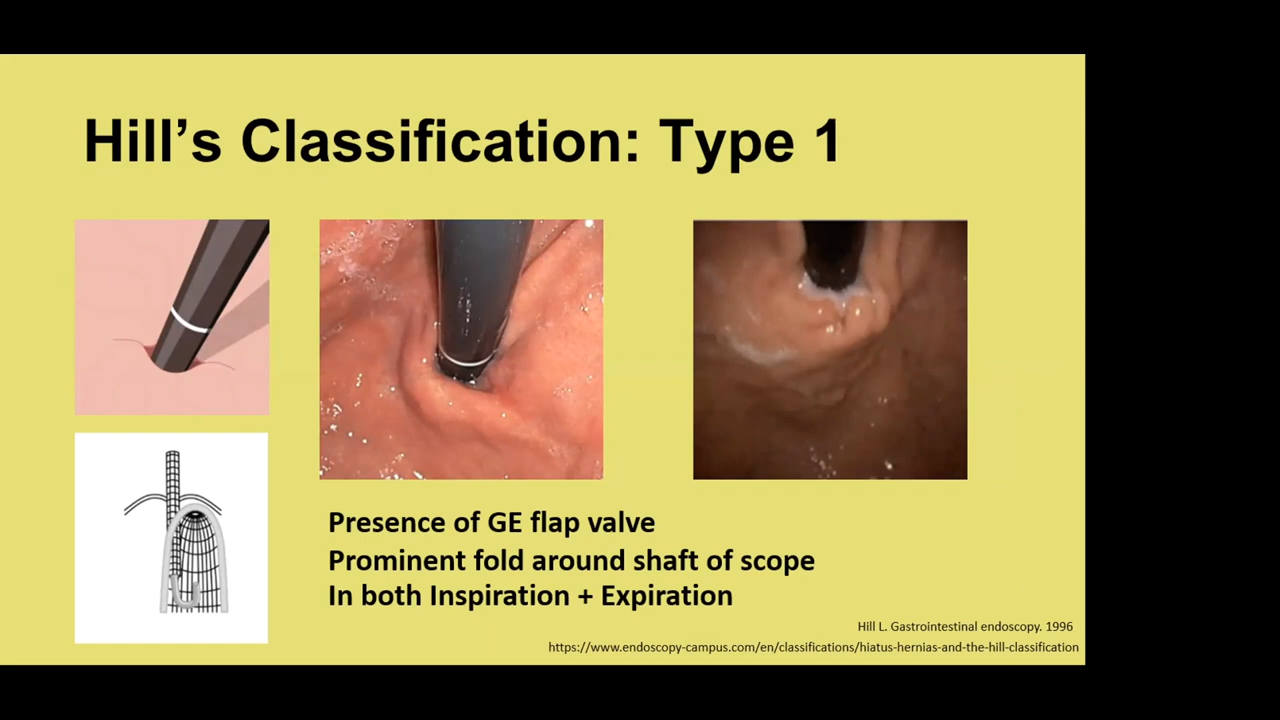 Hill’s Classification: Type 1
Presence of GE flap valve
Prominent fold around shaft of scope
In both Inspiration + Expiration
Hill L. Gastrointestinal endoscopy. 1996
https://www.endoscopy-campus.com/en/classifications/hiatus-hernias-and-the-hill-classification